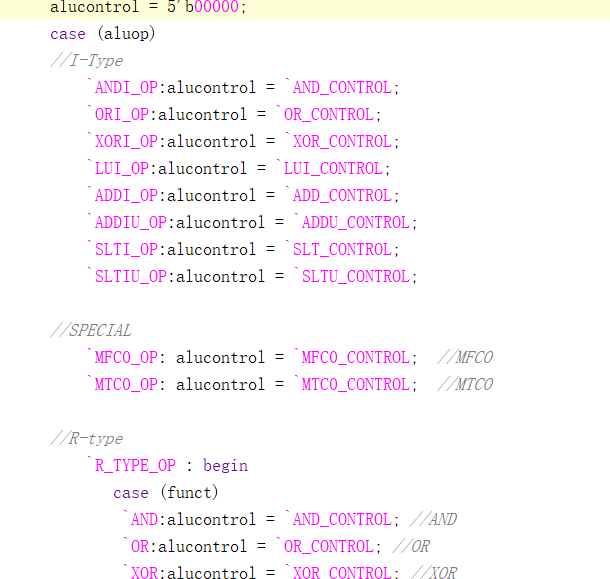 alucontrol = 5'b00000;
case (aluop)
//I-Type
`ANDI_OP:alucontrol = `AND_CONTROL;
`ORI_OP:alucontrol = `OR_CONTROL;
`XORI_OP:alucontrol = `XOR_CONTROL;
`LUI_OP:alucontrol = `LUI_CONTROL;
`ADDI_OP:alucontrol = `ADD_CONTROL;
`ADDIU_OP:alucontrol = `ADDU_CONTROL;
`SLTI_OP:alucontrol = `SLT_CONTROL;
`SLTIU_OP:alucontrol = `SLTU_CONTROL;
//SPECIAL
`MFC0_OP: alucontrol = `MFC0_CONTROL; //MFC0
`MTC0_OP: alucontrol = `MTC0_CONTROL; //MTC0
//R-type
`R_TYPE_OP : begin
case (funct)
`AND:alucontrol = `AND_CONTROL; //AND
`OR:alucontrol = `OR_CONTROL; //OR
`XOR:alucontrol = `XOR_CONTROL; //XOR